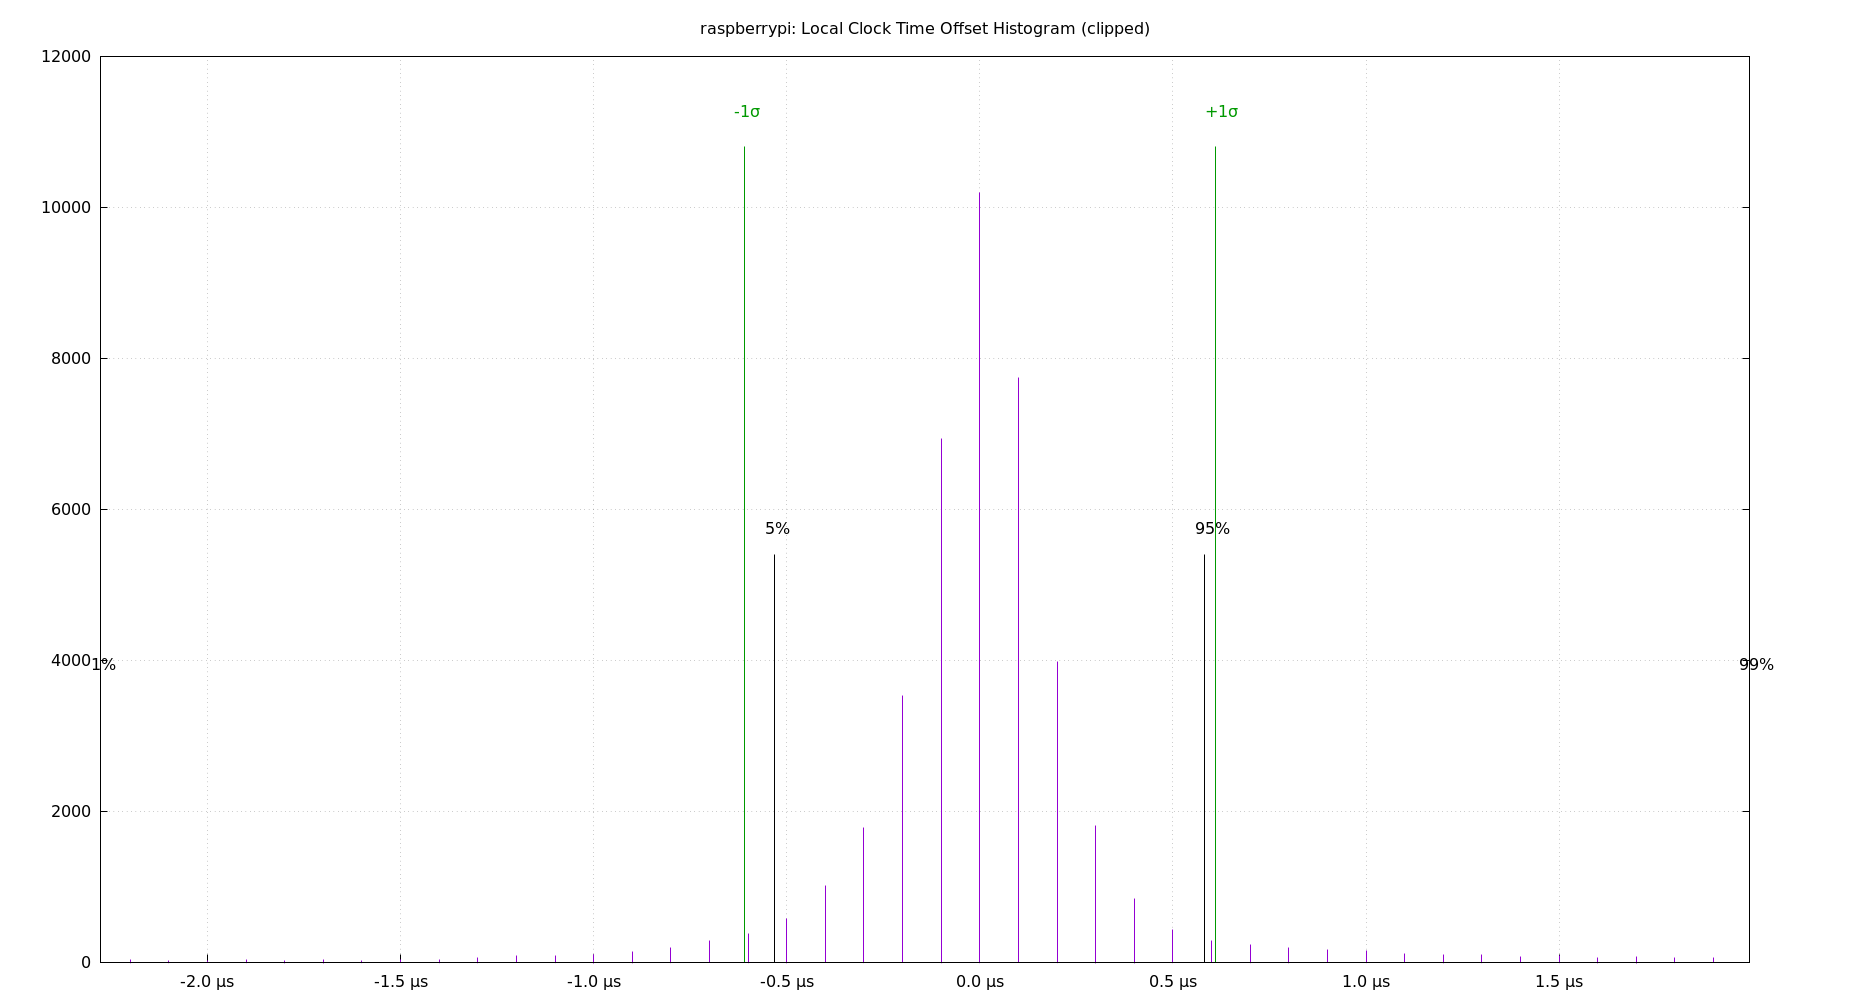 raspberrypi: Local Clock Time Offset Histogram (clipped)
12000
-1σ
+1σ
10000
8000
6000
5%
95%
4000
1%
99%
2000
0
-2.0 µs
-1.5 µs
-1.0 µs
-0.5 µs
0.0 µs
0.5 µs
1.0 µs
1.5 µs